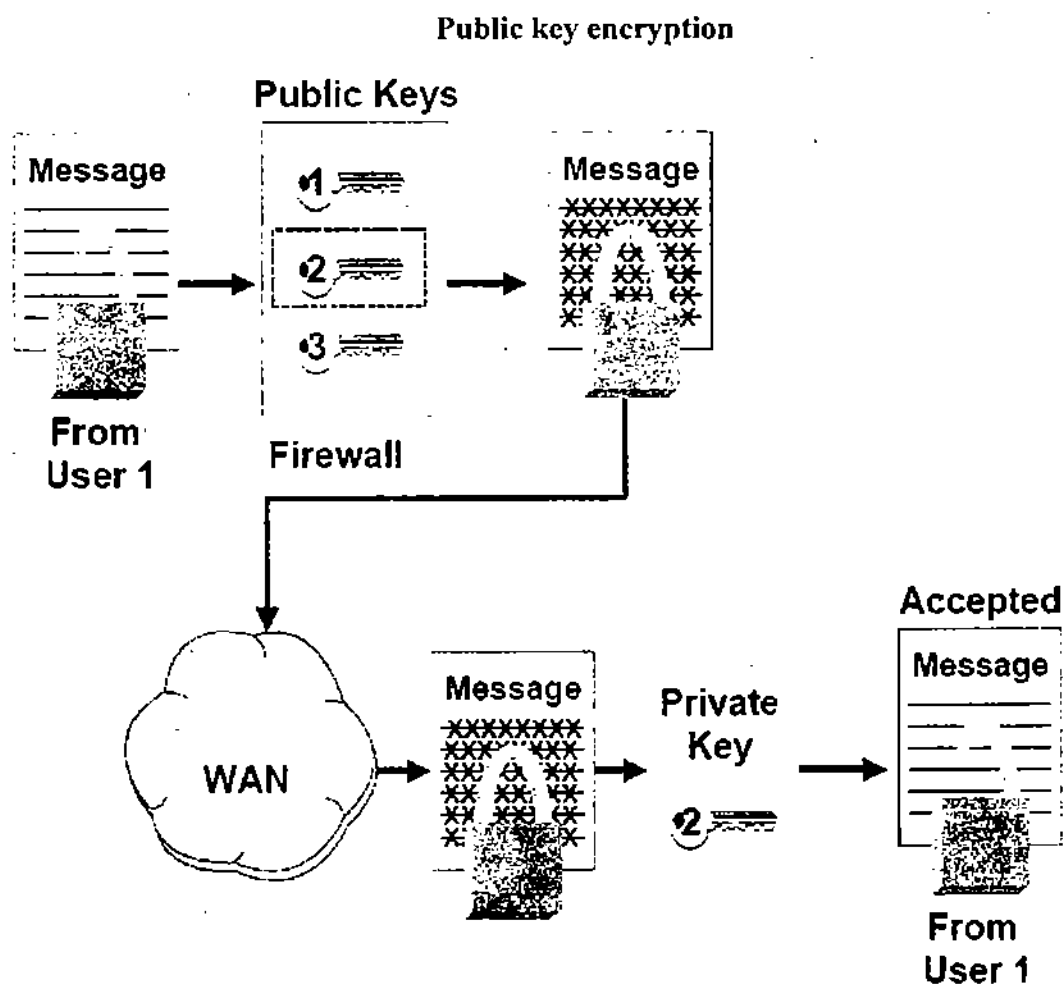 Public key encryption
Public Keys
Message
1
2
3
Message
From
User 1
Firewall
WAN
Message
Private
Key
2
Accepted
Message
From
User 1